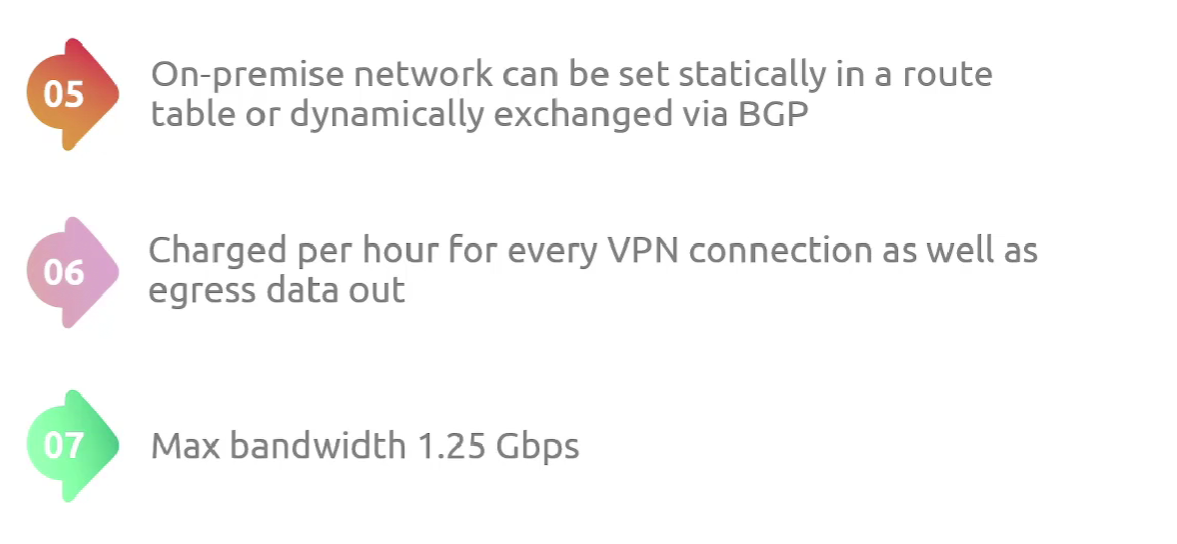 05
On-premise network can be set statically in a route
table or dynamically exchanged via BGP
06
Charged per hour for every VPN connection as well as
egress data out
07
Max bandwidth 1.25 Gbps